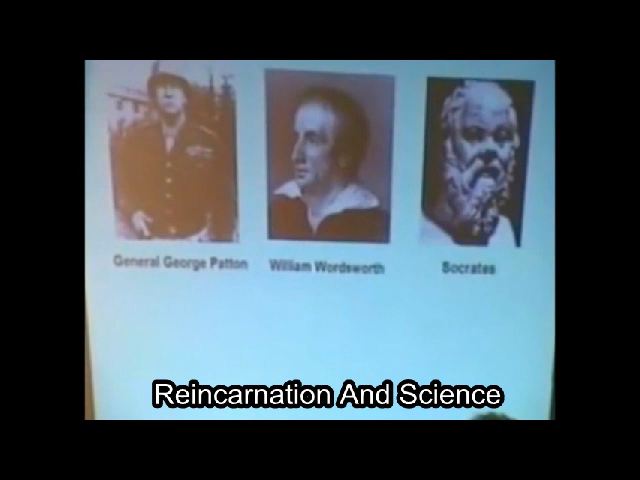 General George Patton William Wordsworth Socrates
Reincarnation And Science